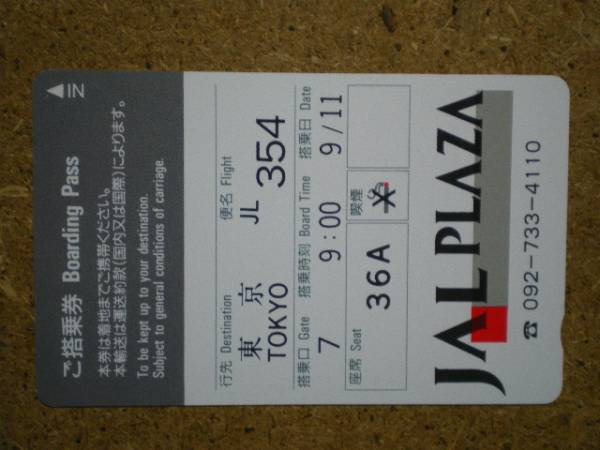 ご搭乗券 Boarding Pass
本券は着地までご携帯ください。
本輸送は運送約款(国内又は国際)によります。
To be kept up to your destination.
Subject to general conditions of carriage.
IN
行先 Destination 便名 Flight
東京
TOKYO JL 354
搭乗口 Gate 搭乗時刻 Board Time 搭乗日 Date
7 9:00 9/11
座席 Seat 喫煙
36A
JAL PLAZA
☎ 092-733-4110